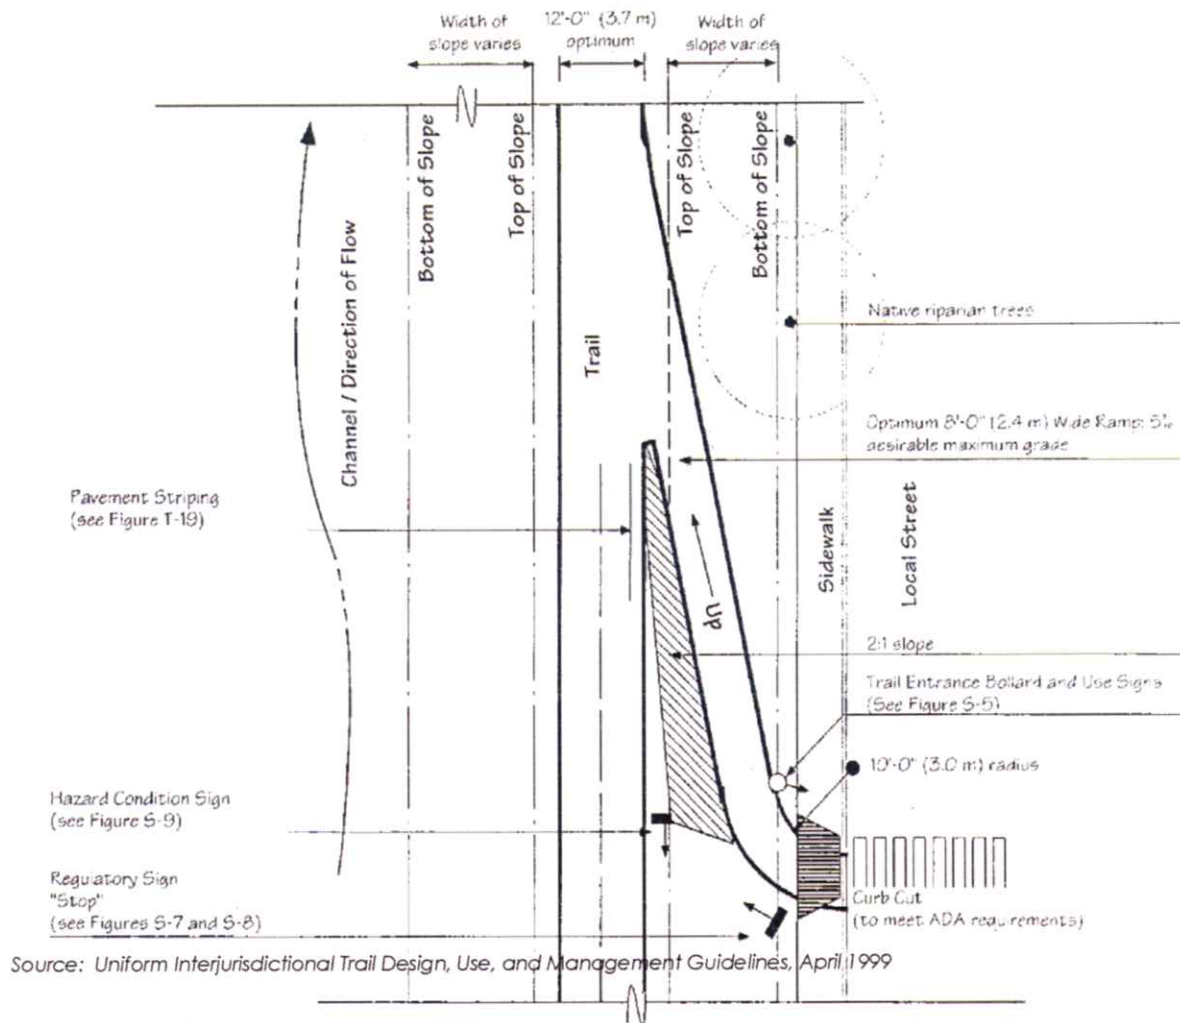 Width of
slope varies
12'-0" (3.7 m)
optimum
Width of
slope varies
Channel / Direction of Flow
Bottom of Slope
Top of Slope
Trail
Top of Slope
Bottom of Slope
Native riparian trees
Optimum 8'-0" (2.4 m) Wide Ramp: 5%
desirable maximum grade
Pavement Striping
(see Figure T-19)
Sidewalk
Local Street
Up
2:1 slope
Trail Entrance Bollard and Use Signs
(See Figure S-5)
10'-0" (3.0 m) radius
Hazard Condition Sign
(see Figure S-9)
Regulatory Sign
"Stop"
(see Figures S-7 and S-8)
Curb Cut
(to meet ADA requirements)
Source: Uniform Interjurisdictional Trail Design, Use, and Management Guidelines, April 1999